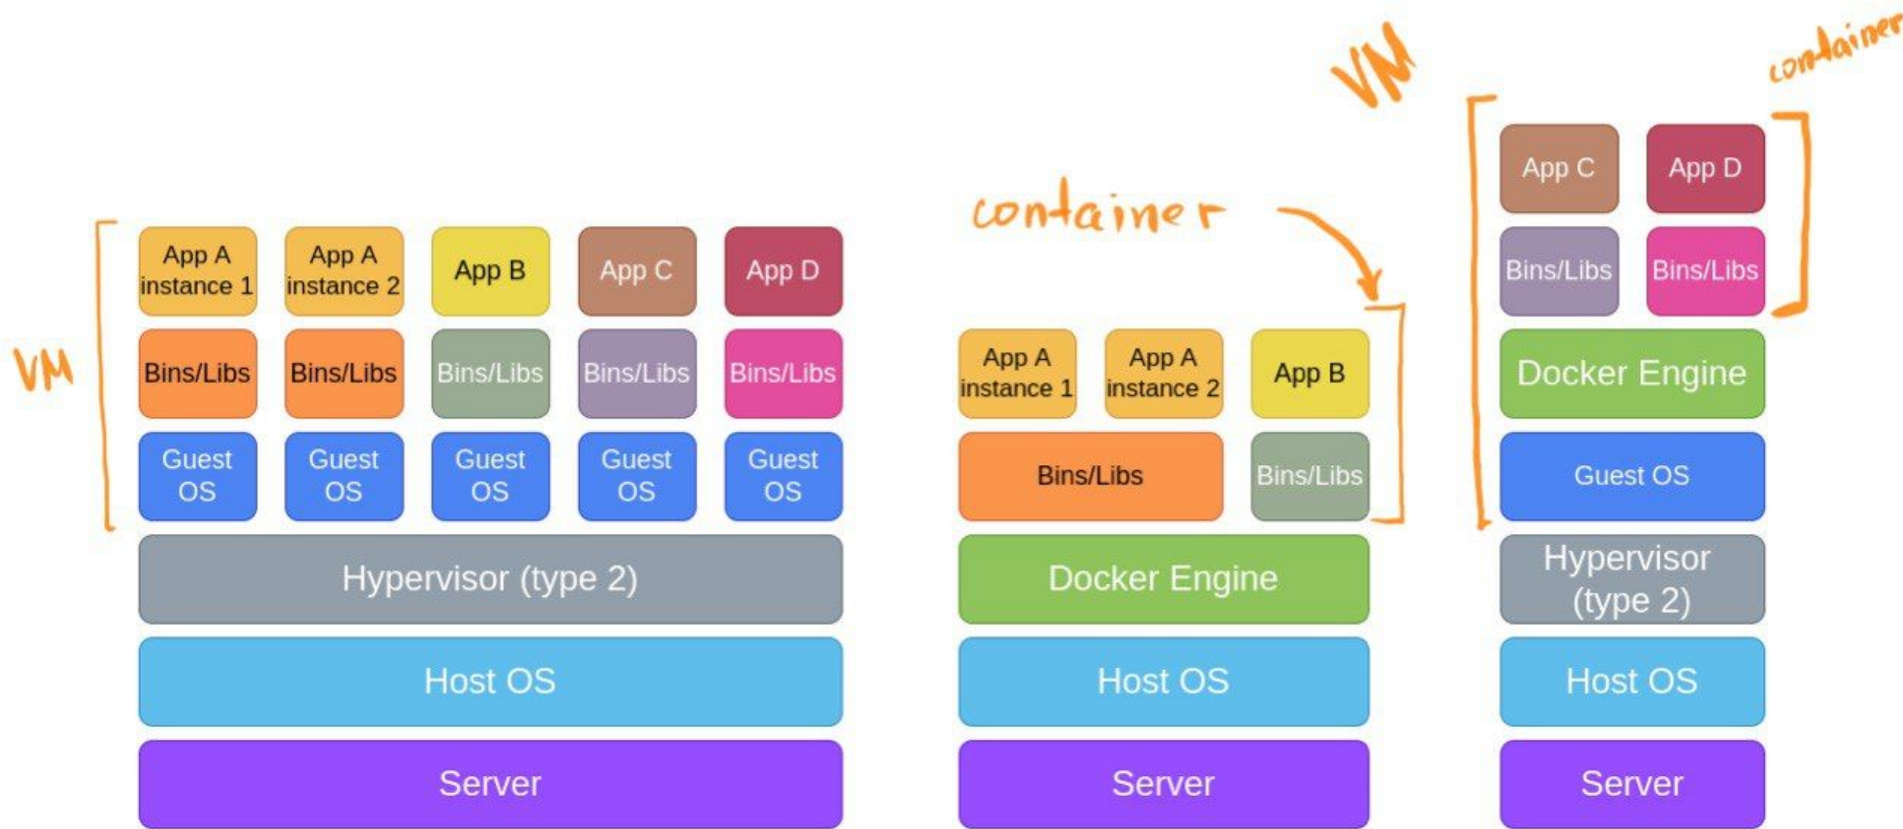 VM
container
VM
container
App A
instance 1
App A
instance 2
App B
App C
App D
Bins/Libs
Bins/Libs
Bins/Libs
Bins/Libs
Bins/Libs
Guest
OS
Guest
OS
Guest
OS
Guest
OS
Guest
OS
Hypervisor (type 2)
Host OS
Server
App A
instance 1
App A
instance 2
App B
Bins/Libs
Bins/Libs
Docker Engine
Host OS
Server
App C
App D
Bins/Libs
Bins/Libs
Docker Engine
Guest OS
Hypervisor
(type 2)
Host OS
Server